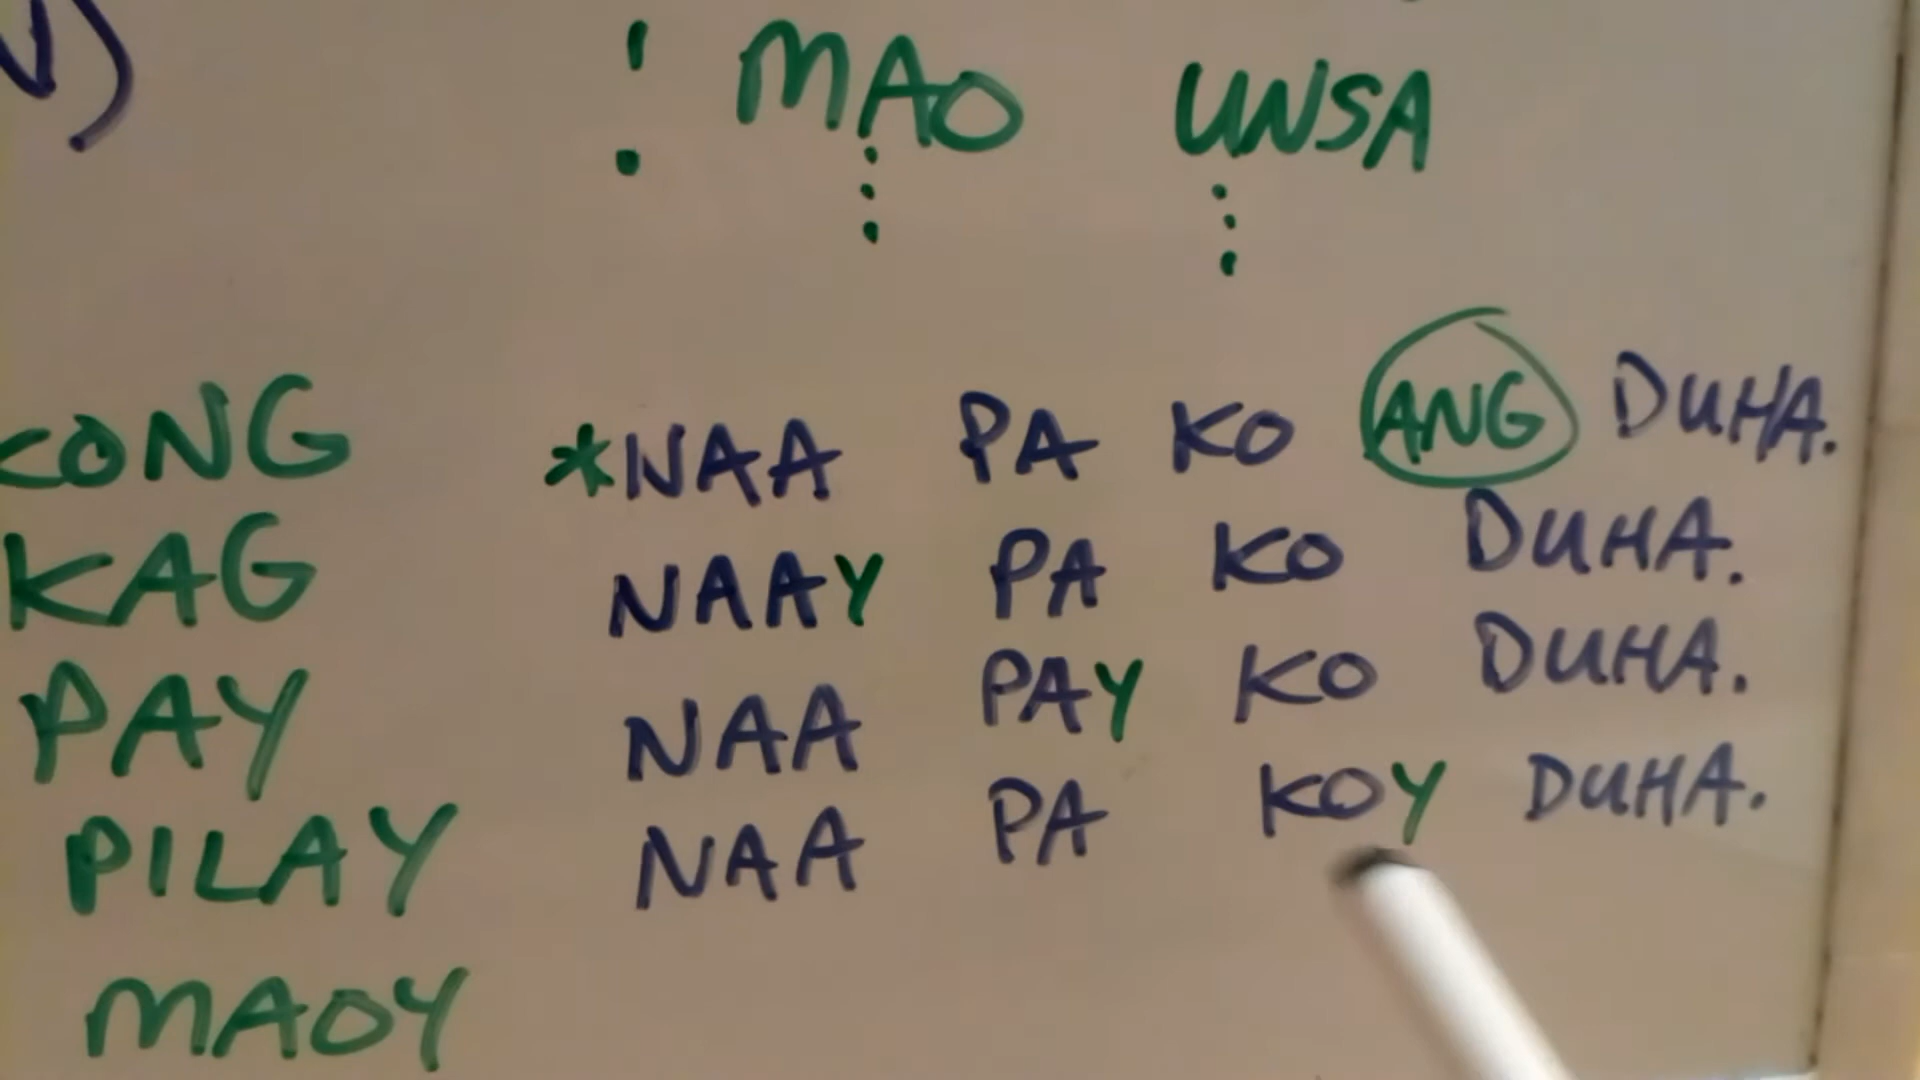 MAO UNSA
KONG *NAA PA KO ANG DUHA.
KAG NAAY PA KO DUHA.
PAY NAA PAY KO DUHA.
PILAY NAA PA KOY DUHA.
MAOY